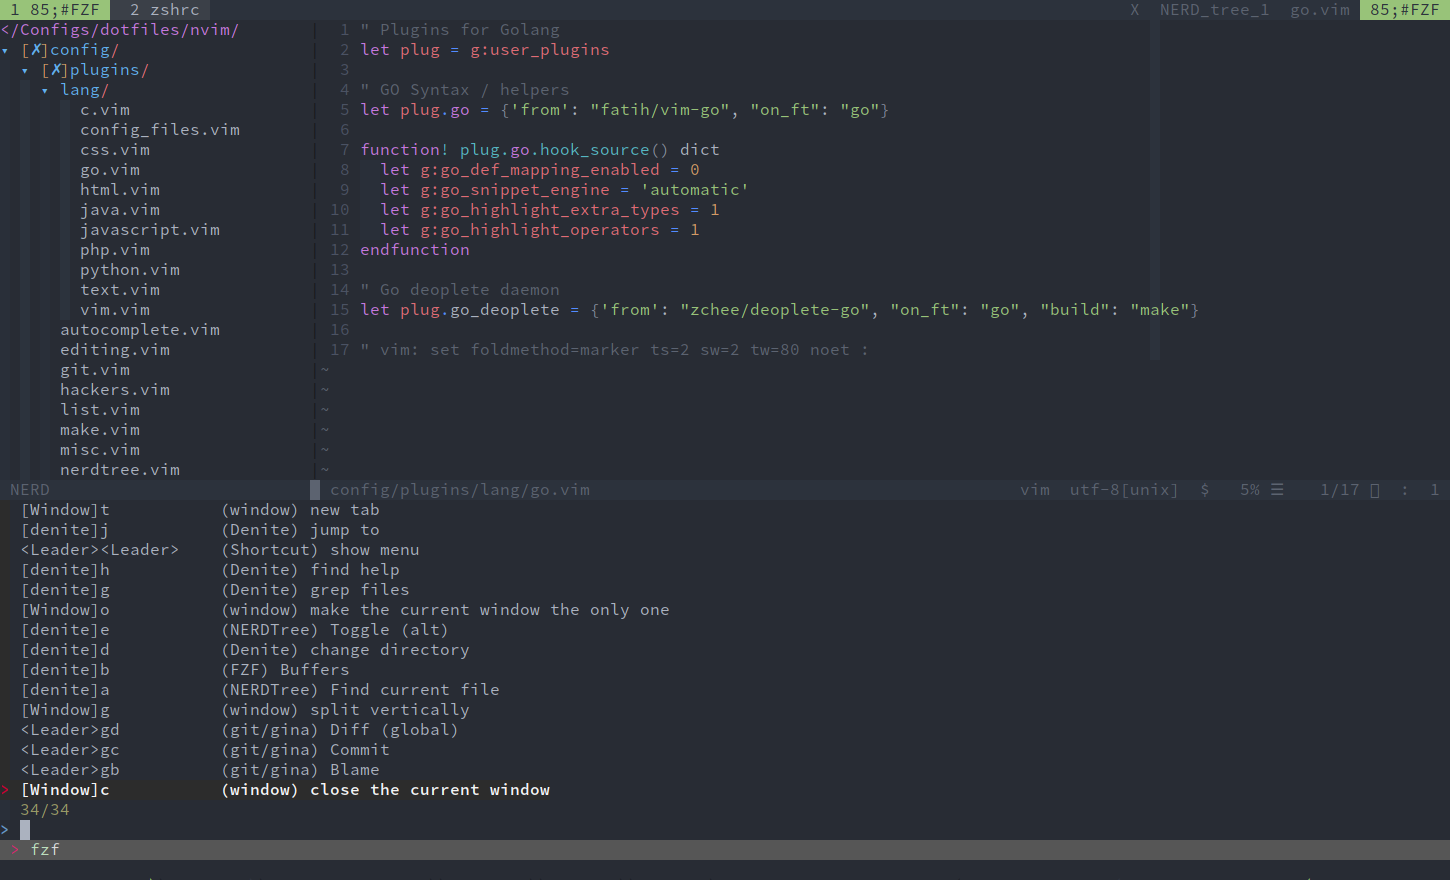 1 85;#FZF 2 zshrc X NERD_tree_1 go.vim 85;#FZF
</Configs/dotfiles/nvim/
▾ [✗]config/
▾ [✗]plugins/
▾ lang/
c.vim
config_files.vim
css.vim
go.vim
html.vim
java.vim
javascript.vim
php.vim
python.vim
text.vim
vim.vim
autocomplete.vim
editing.vim
git.vim
hackers.vim
list.vim
make.vim
misc.vim
nerdtree.vim
1 " Plugins for Golang
2 let plug = g:user_plugins
3
4 " GO Syntax / helpers
5 let plug.go = {'from': "fatih/vim-go", "on_ft": "go"}
6
7 function! plug.go.hook_source() dict
8   let g:go_def_mapping_enabled = 0
9   let g:go_snippet_engine = 'automatic'
10   let g:go_highlight_extra_types = 1
11   let g:go_highlight_operators = 1
12 endfunction
13
14 " Go deoplete daemon
15 let plug.go_deoplete = {'from': "zchee/deoplete-go", "on_ft": "go", "build": "make"}
16
17 " vim: set foldmethod=marker ts=2 sw=2 tw=80 noet :
~
~
~
~
~
~
NERD config/plugins/lang/go.vim vim utf-8[unix] $ 5% ☰ 1/17 : 1
[Window]t (window) new tab
[denite]j (Denite) jump to
<Leader><Leader> (Shortcut) show menu
[denite]h (Denite) find help
[denite]g (Denite) grep files
[Window]o (window) make the current window the only one
[denite]e (NERDTree) Toggle (alt)
[denite]d (Denite) change directory
[denite]b (FZF) Buffers
[denite]a (NERDTree) Find current file
[Window]g (window) split vertically
<Leader>gd (git/gina) Diff (global)
<Leader>gc (git/gina) Commit
<Leader>gb (git/gina) Blame
> [Window]c (window) close the current window
34/34
>
> fzf